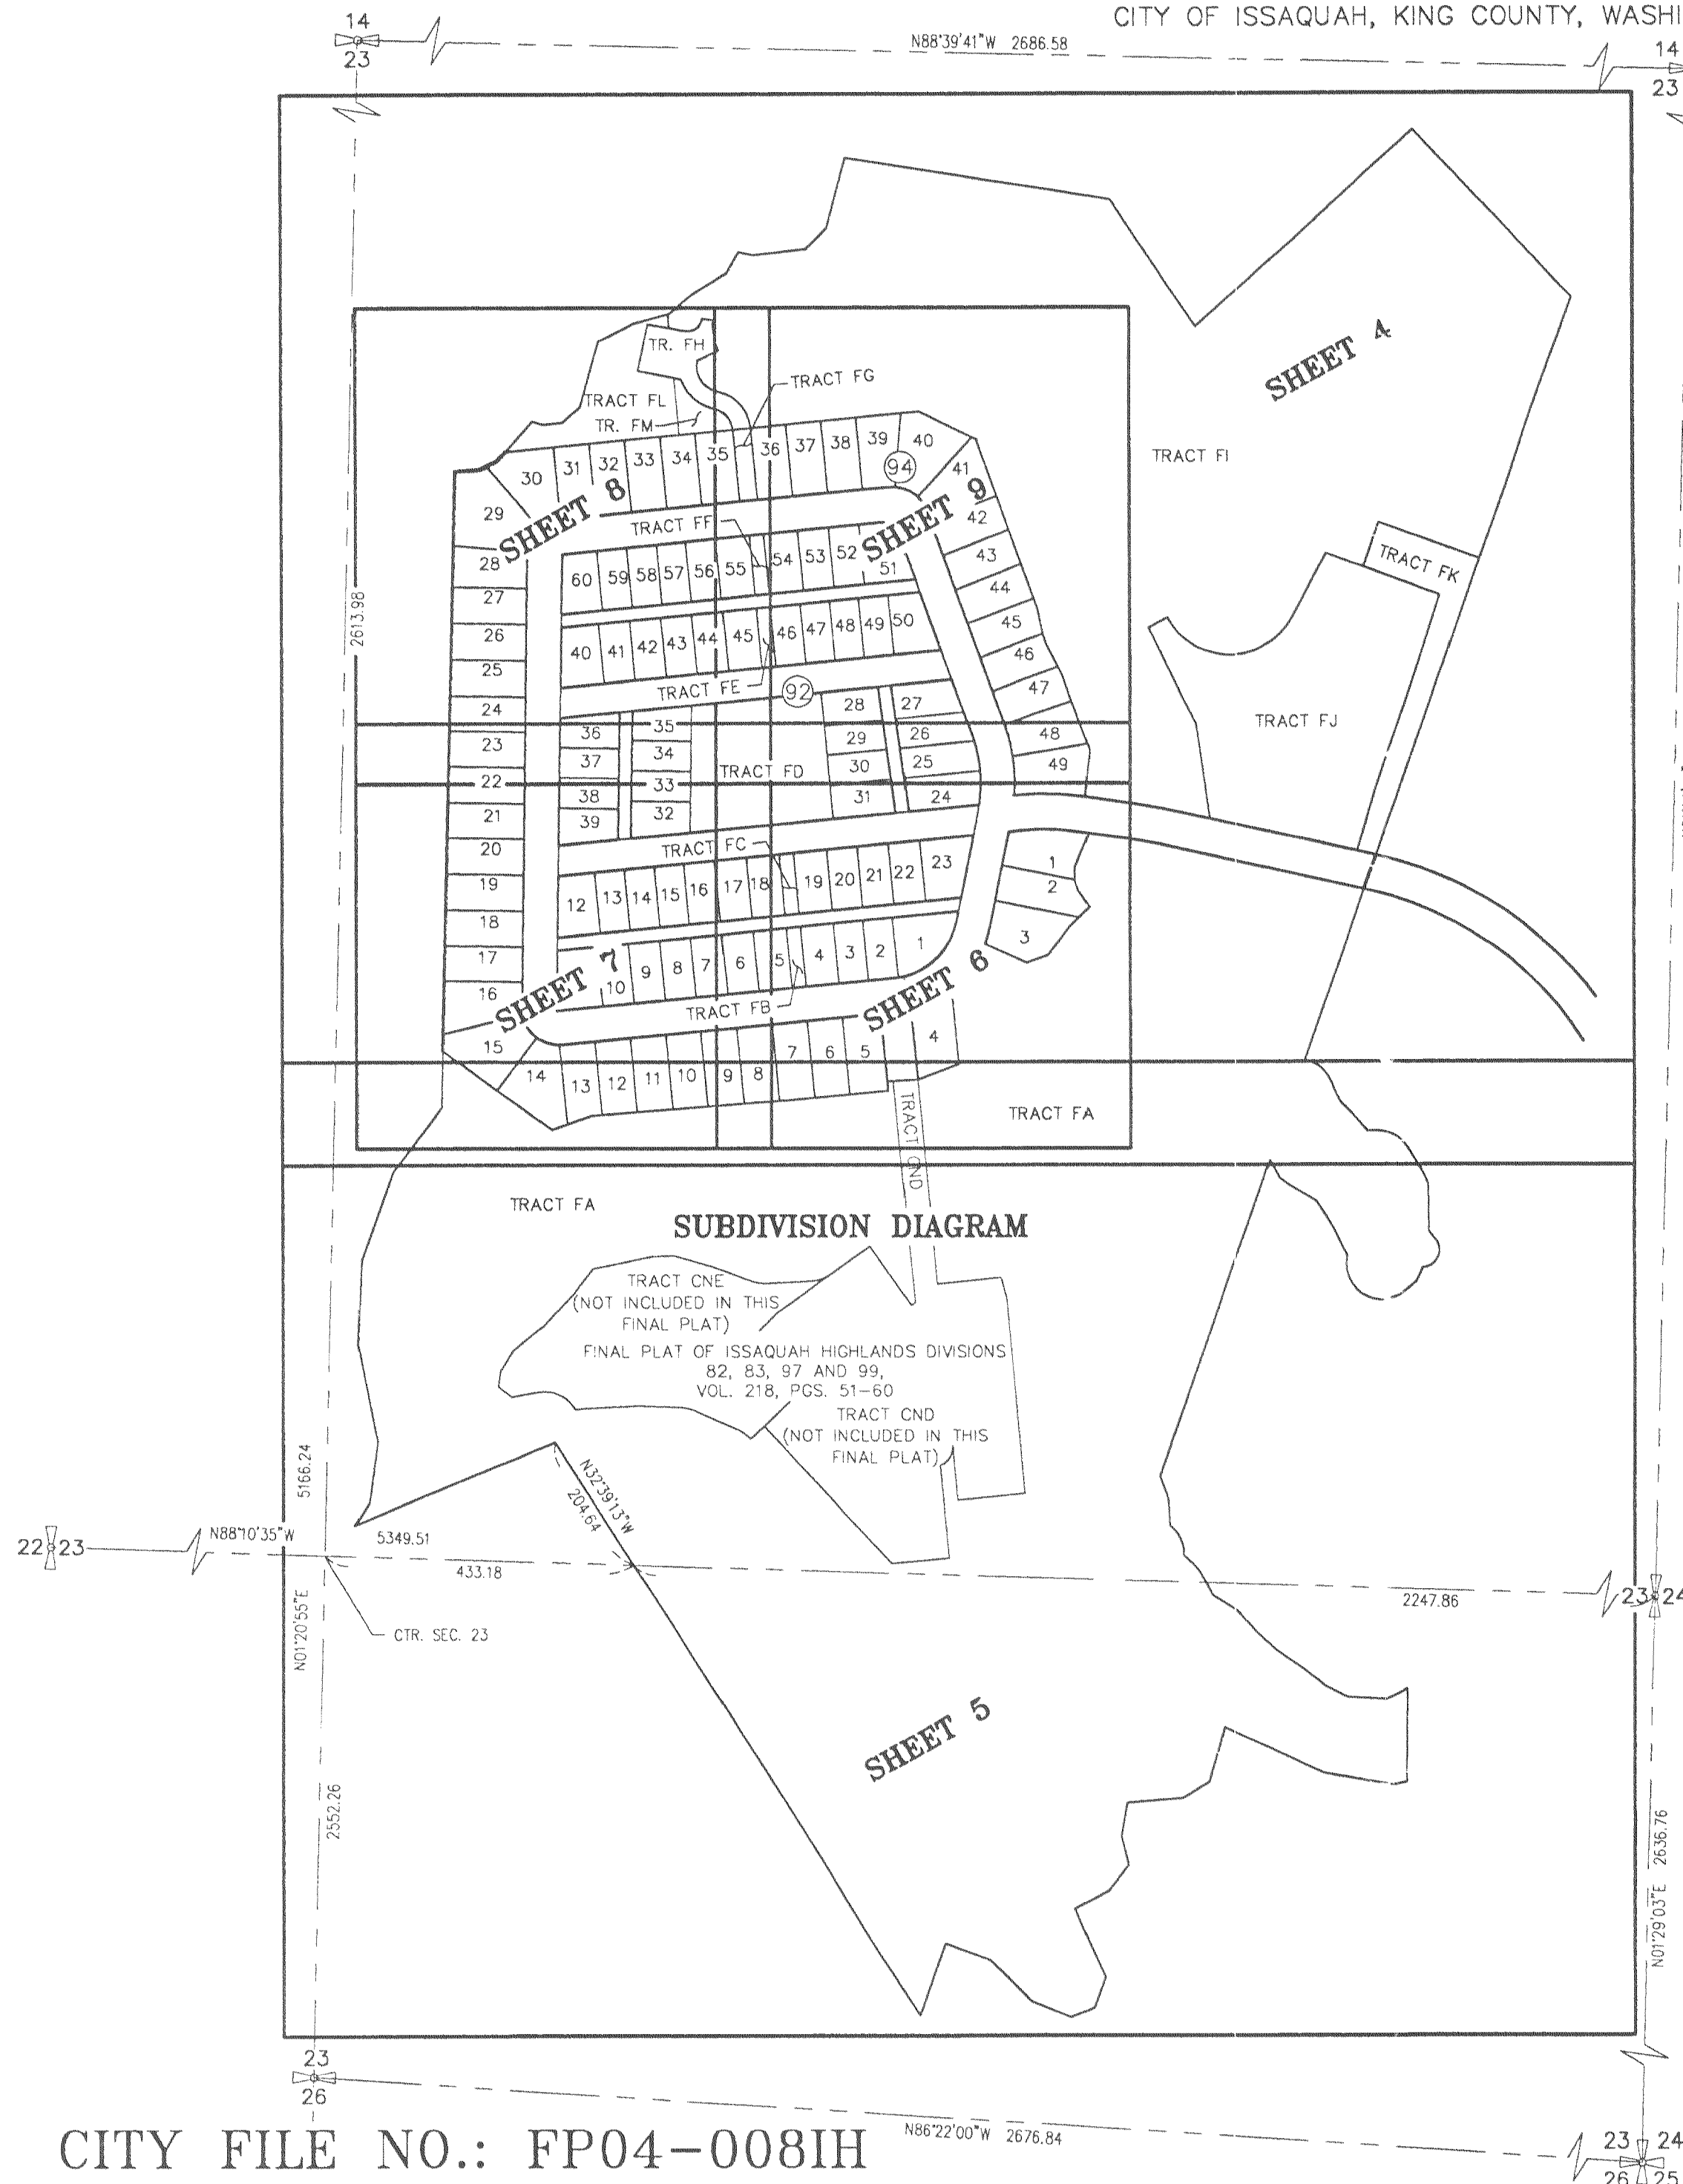 CITY OF ISSAQUAH, KING COUNTY, WASHI
14
23
N88°39'41"W 2686.58
14
23
SHEET 4
TR. FH
TRACT FG
TRACT FL
TR. FM
TRACT FI
30 31 32 33 34 35 36 37 38 39 40
94
41
29
SHEET 8
SHEET 9
42
TRACT FF
28
43
60 59 58 57 56 55 54 53 52 51
TRACT FK
27
44
2613.98
26
45
40 41 42 43 44 45 46 47 48 49 50
46
25
47
TRACT FE
92
24
28 27
TRACT FJ
36 35
48
23
29 26
37 34
49
TRACT FD
30 25
22
33
38
31 24
21
39 32
20
TRACT FC
1
19
12 13 14 15 16 17 18 19 20 21 22 23
2
18
3
17
10 9 8 7 6 5 4 3 2 1
SHEET 7
SHEET 6
16
TRACT FB
15
14 13 12 11 10 9 8 7 6 5 4
TRACT FA
TRACT CND
TRACT FA
SUBDIVISION DIAGRAM
TRACT CNE
(NOT INCLUDED IN THIS
FINAL PLAT)
FINAL PLAT OF ISSAQUAH HIGHLANDS DIVISIONS
82, 83, 97 AND 99,
VOL. 218, PGS. 51-60
TRACT CND
(NOT INCLUDED IN THIS
FINAL PLAT)
5166.24
N32°39'13"W
204.64
22 23
N88°10'35"W
5349.51
433.18
2247.86
23 24
N01°20'55"E
CTR. SEC. 23
SHEET 5
2552.26
N01°29'03"E 2636.76
23
26
N86°22'00"W 2676.84
23 24
26 25
CITY FILE NO.: FP04-008IH